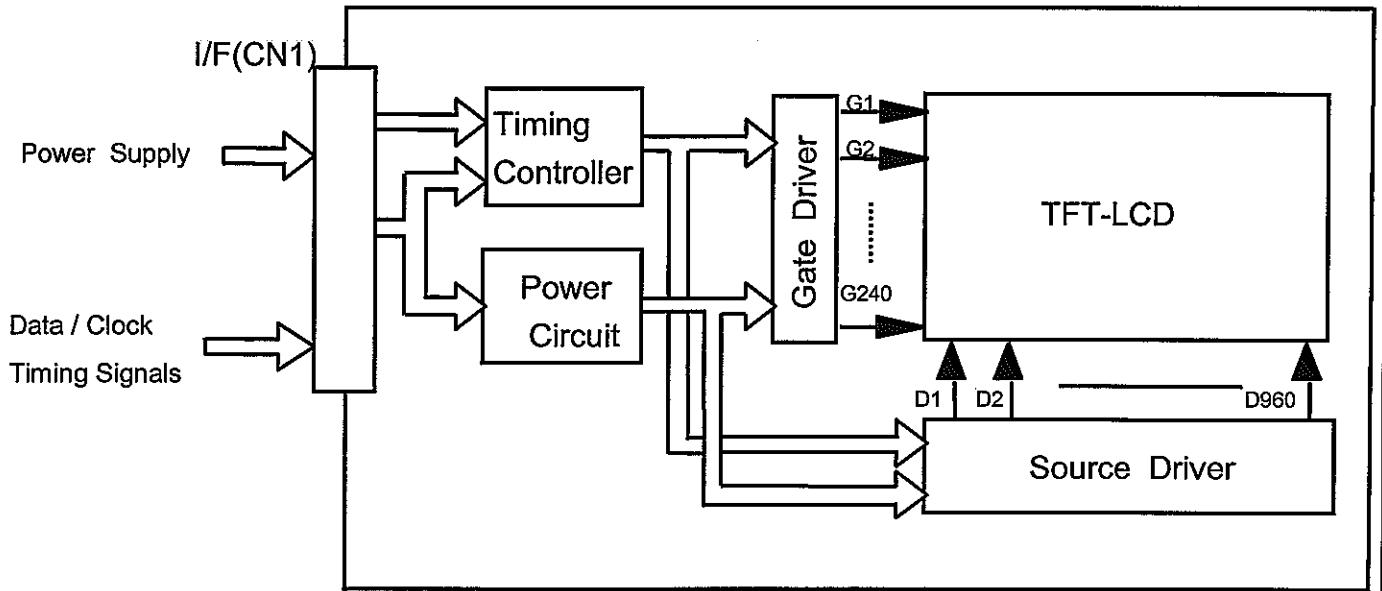 I/F(CN1)
Power Supply
Data / Clock
Timing Signals
Timing
Controller
Power
Circuit
Gate Driver
G1
G2
G240
TFT-LCD
D1
D2
D960
Source Driver